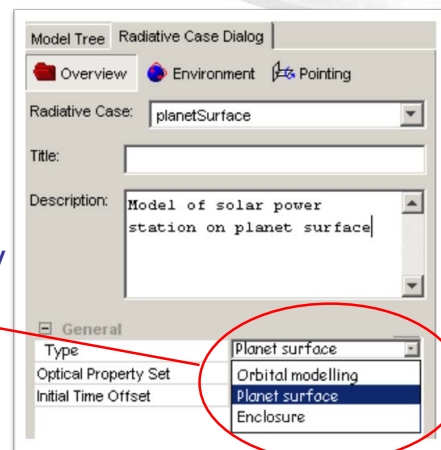 Model Tree Radiative Case Dialog
Overview Environment Pointing
Radiative Case: planetSurface
Title:
Description: Model of solar power
station on planet surface
General
Type Planet surface
Optical Property Set Orbital modelling
Initial Time Offset Planet surface
Enclosure